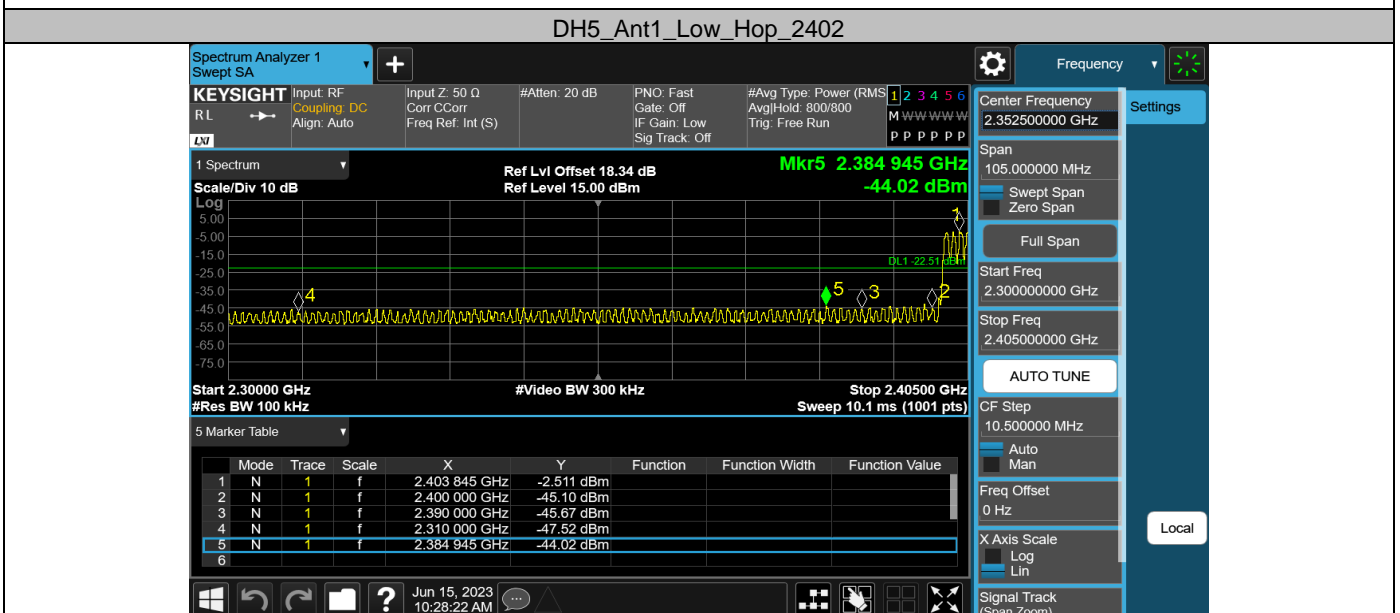 DH5_Ant1_Low_Hop_2402
Spectrum Analyzer 1
Swept SA
Frequency
KEYSIGHT
RL
LXI
Input: RF
Coupling: DC
Align: Auto
Input Z: 50 Ω
Corr CCorr
Freq Ref: Int (S)
#Atten: 20 dB
PNO: Fast
Gate: Off
IF Gain: Low
Sig Track: Off
#Avg Type: Power (RMS
Avg|Hold: 800/800
Trig: Free Run
1 2 3 4 5 6
M W W W W W
P P P P P P
Center Frequency
2.352500000 GHz
Settings
Span
105.000000 MHz
Swept Span
Zero Span
Full Span
Start Freq
2.300000000 GHz
Stop Freq
2.405000000 GHz
AUTO TUNE
CF Step
10.500000 MHz
Auto
Man
Freq Offset
0 Hz
X Axis Scale
Log
Lin
Signal Track
(Span Zoom)
Local
1 Spectrum
Scale/Div 10 dB
Log
Ref Lvl Offset 18.34 dB
Ref Level 15.00 dBm
Mkr5 2.384 945 GHz
-44.02 dBm
5.00
-5.00
-15.0
-25.0
-35.0
-45.0
-55.0
-65.0
-75.0
DL1 -22.51 dBm
1
4
5
3
2
Start 2.30000 GHz
#Res BW 100 kHz
#Video BW 300 kHz
Stop 2.40500 GHz
Sweep 10.1 ms (1001 pts)
5 Marker Table
Mode Trace Scale X Y Function Function Width Function Value
1 N 1 f 2.403 845 GHz -2.511 dBm
2 N 1 f 2.400 000 GHz -45.10 dBm
3 N 1 f 2.390 000 GHz -45.67 dBm
4 N 1 f 2.310 000 GHz -47.52 dBm
5 N 1 f 2.384 945 GHz -44.02 dBm
6
?
Jun 15, 2023
10:28:22 AM